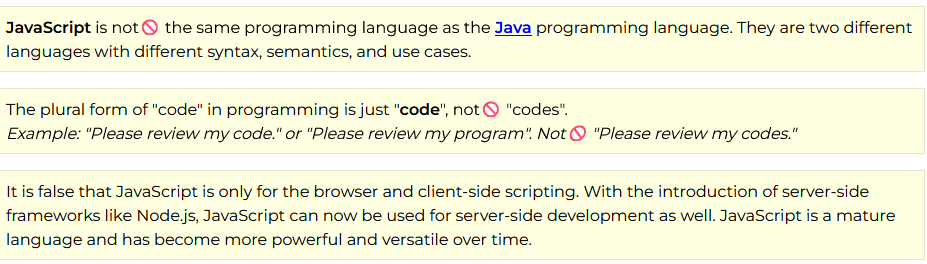 JavaScript is not🚫 the same programming language as the Java programming language. They are two different
languages with different syntax, semantics, and use cases.
The plural form of "code" in programming is just "code", not🚫 "codes".
Example: "Please review my code." or "Please review my program". Not🚫 "Please review my codes."
It is false that JavaScript is only for the browser and client-side scripting. With the introduction of server-side
frameworks like Node.js, JavaScript can now be used for server-side development as well. JavaScript is a mature
language and has become more powerful and versatile over time.